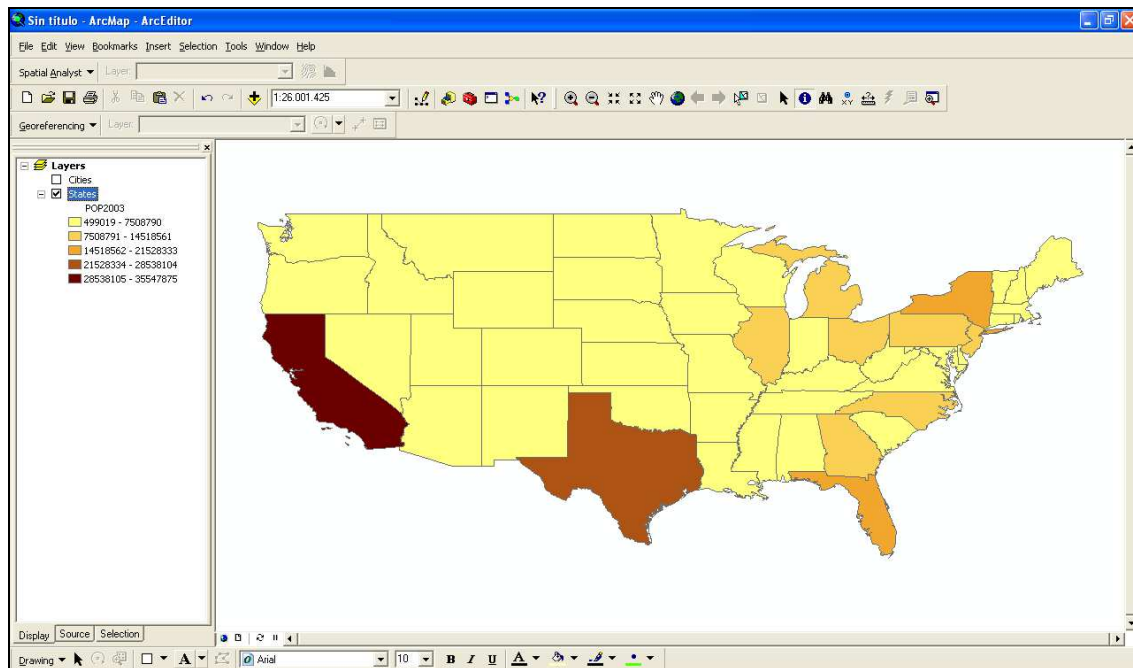 Sin título - ArcMap - ArcEditor
File Edit View Bookmarks Insert Selection Tools Window Help
Spatial Analyst Layer:
1:26.001.425
Georeferencing Layer:
Layers
Cities
States
POP2003
499019 - 7508790
7508791 - 14518561
14518562 - 21528333
21528334 - 28538104
28538105 - 35547875
Display Source Selection
Drawing A Arial 10 B I U A